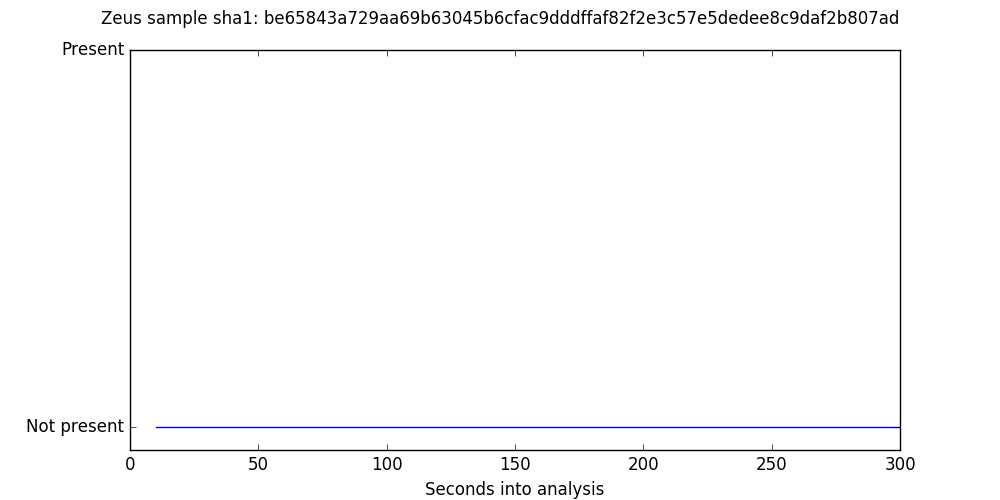 Zeus sample sha1: be65843a729aa69b63045b6cfac9dddffaf82f2e3c57e5dedee8c9daf2b807ad
Present
Not present
0 50 100 150 200 250 300
Seconds into analysis